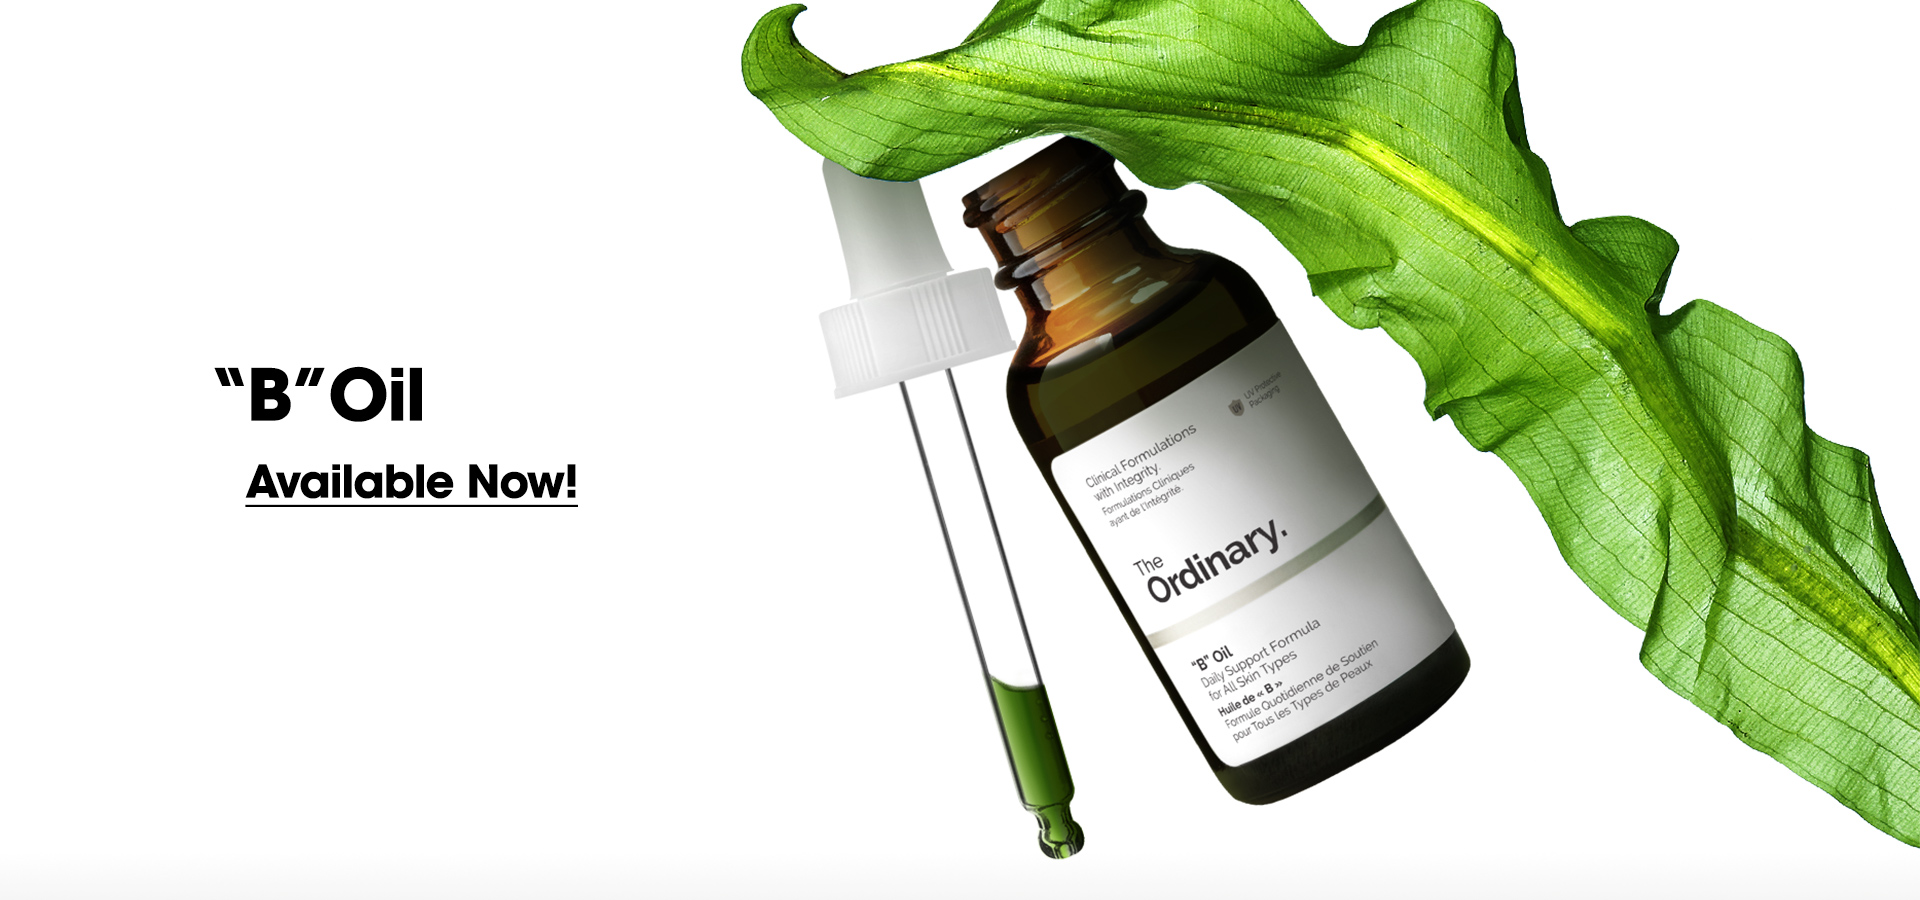 “B” Oil
Available Now!
UV
UV Protective
Packaging
Clinical Formulations
with Integrity.
Formulations Cliniques
ayant de l'Intégrité.
The
Ordinary.
“B” Oil
Daily Support Formula
for All Skin Types
Huile de « B »
Formule Quotidienne de Soutien
pour Tous les Types de Peaux